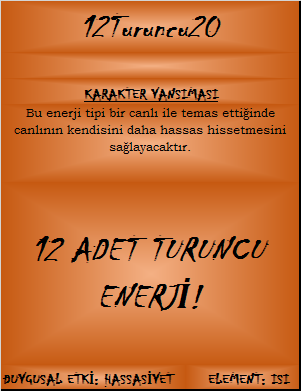 12Turuncu20
KARAKTER YANSIMASI
Bu enerji tipi bir canlı ile temas ettiğinde
canlının kendisini daha hassas hissetmesini
sağlayacaktır.
12 ADET TURUNCU
ENERJİ!
DUYGUSAL ETKİ: HASSASİYET ELEMENT: ISI